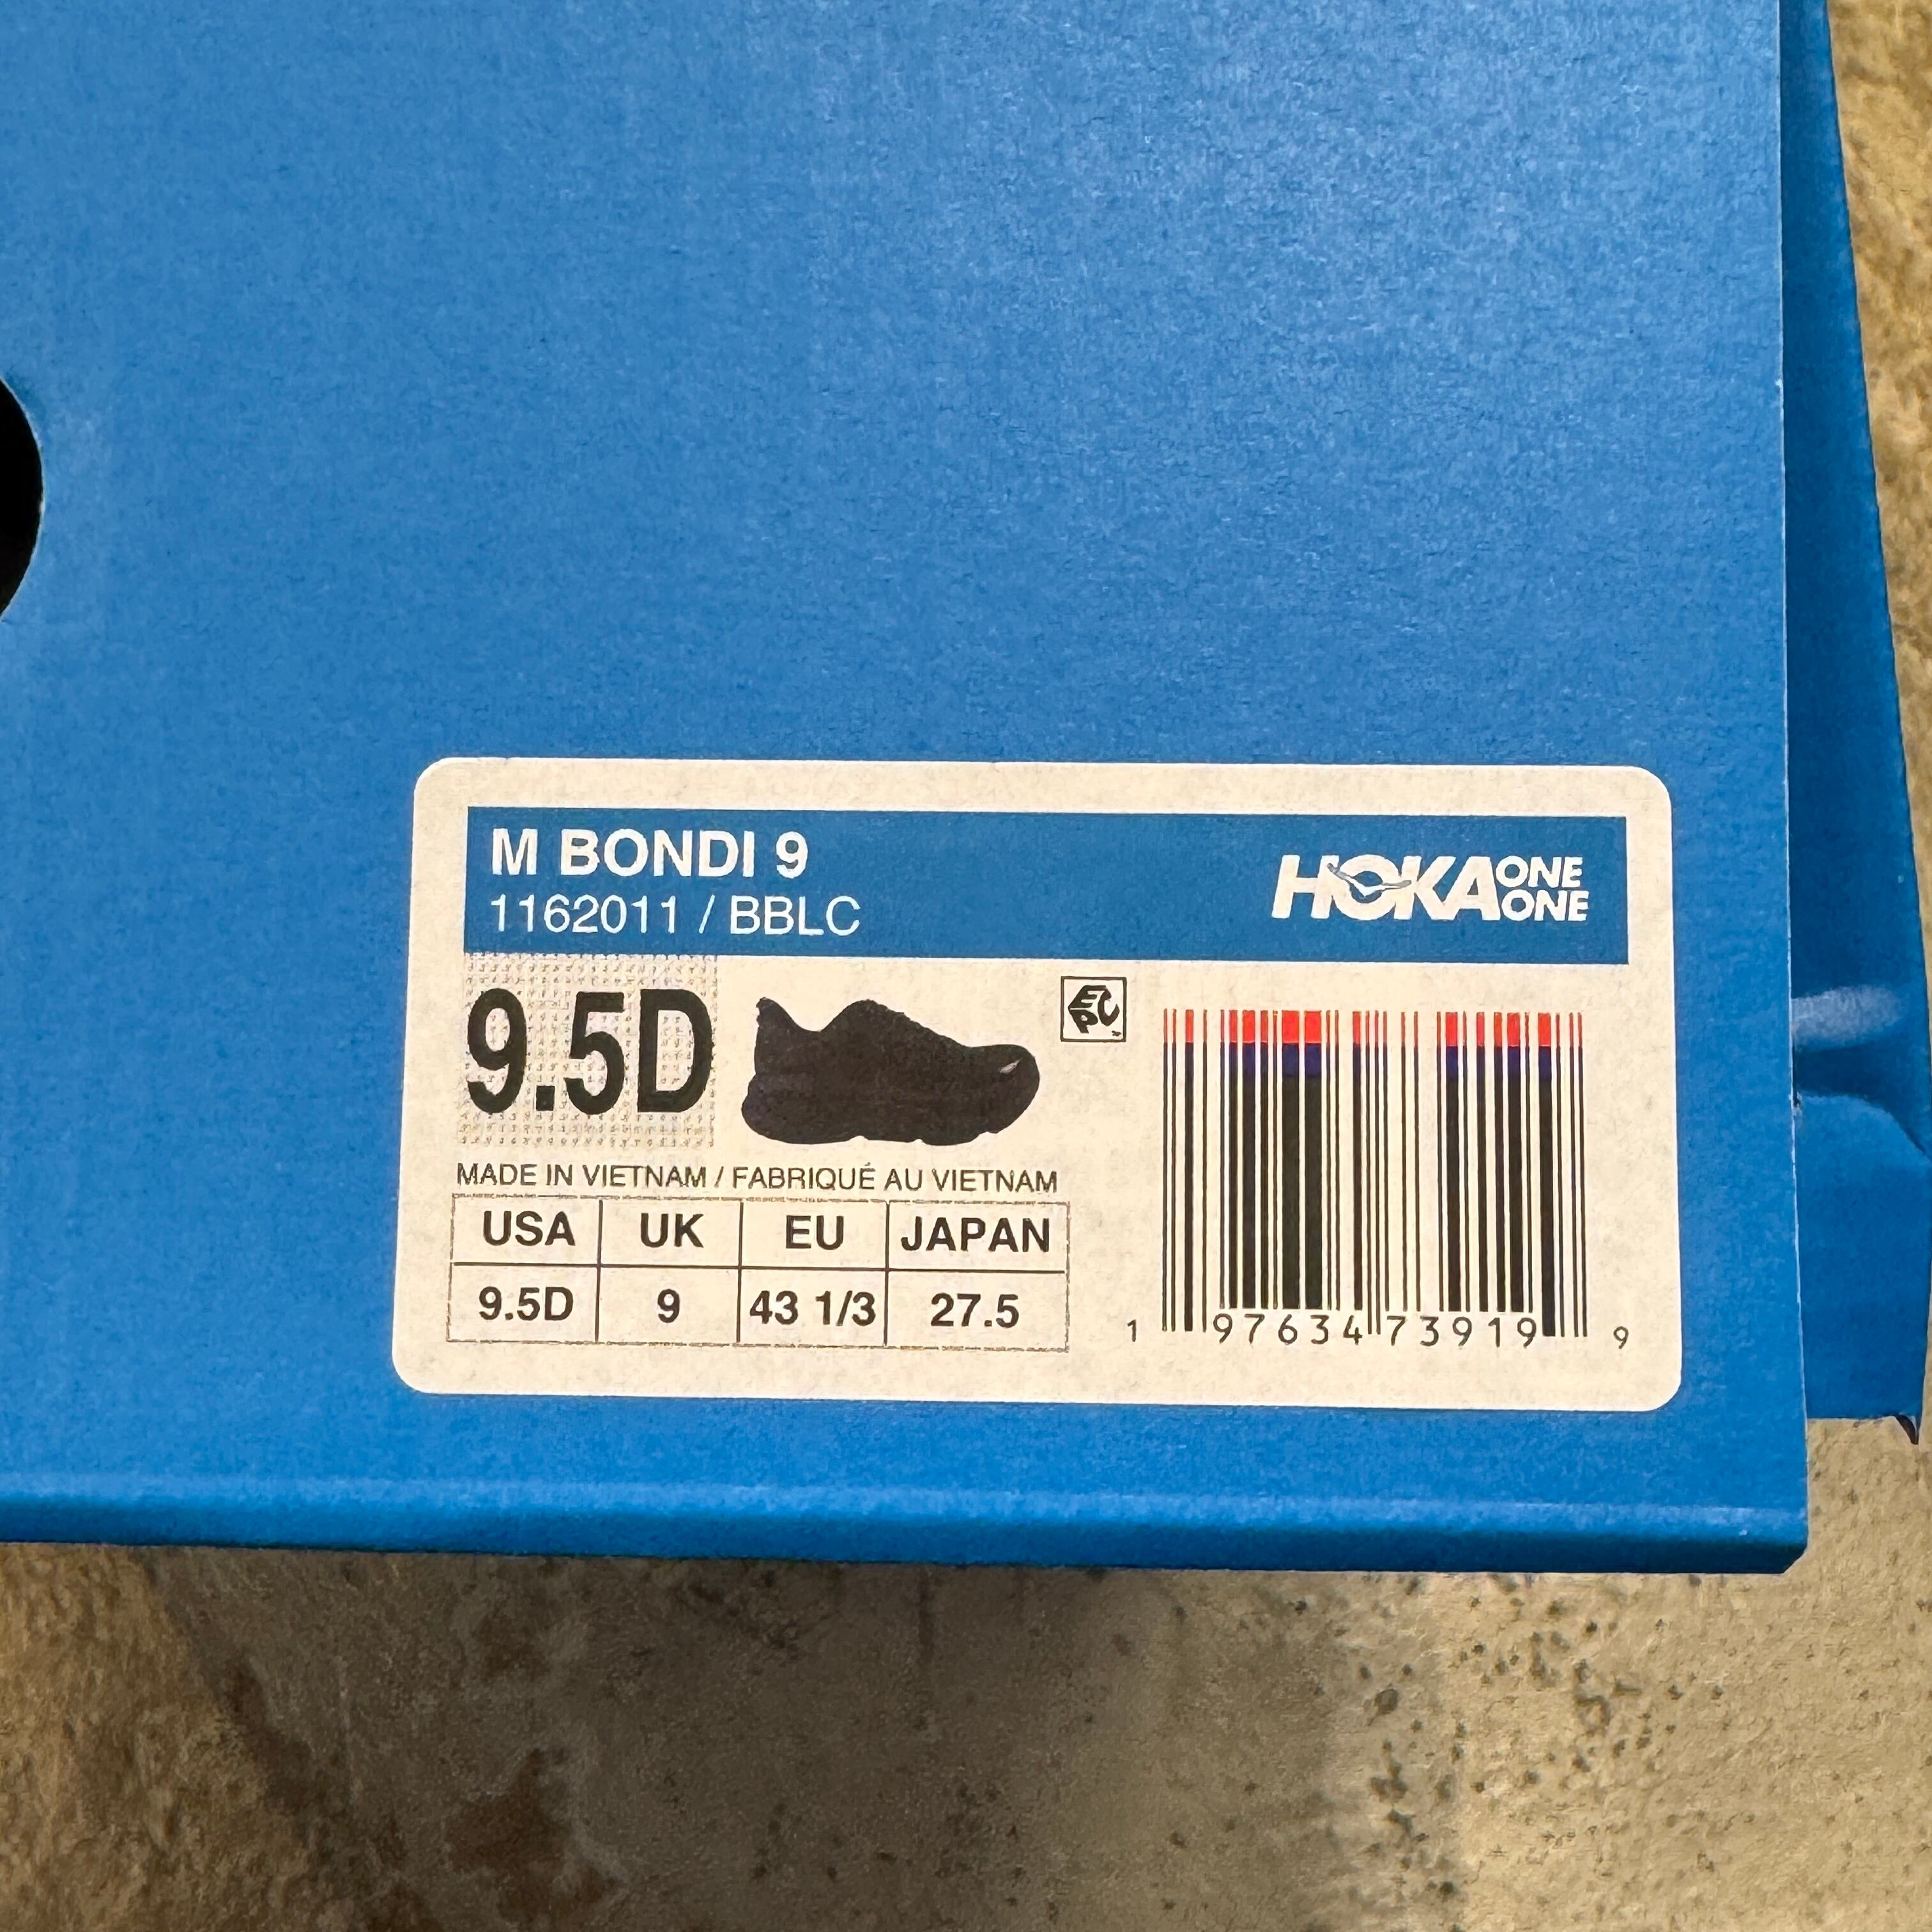 M BONDI 9
1162011 / BBLC
HOKA ONE ONE
9.5D
EPC
MADE IN VIETNAM / FABRIQUÉ AU VIETNAM
USA UK EU JAPAN
9.5D 9 43 1/3 27.5
1 97634 73919 9